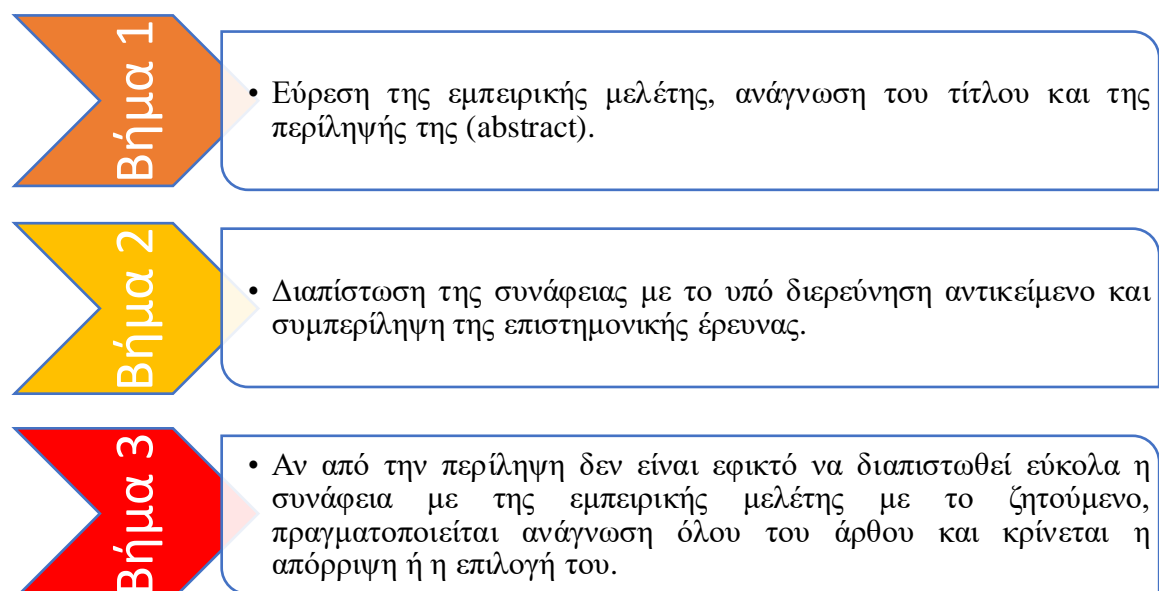 Βήμα 1
• Εύρεση της εμπειρικής μελέτης, ανάγνωση του τίτλου και της
περίληψής της (abstract).
Βήμα 2
• Διαπίστωση της συνάφειας με το υπό διερεύνηση αντικείμενο και
συμπερίληψη της επιστημονικής έρευνας.
Βήμα 3
• Αν από την περίληψη δεν είναι εφικτό να διαπιστωθεί εύκολα η
συνάφεια με της εμπειρικής μελέτης με το ζητούμενο,
πραγματοποιείται ανάγνωση όλου του άρθου και κρίνεται η
απόρριψη ή η επιλογή του.